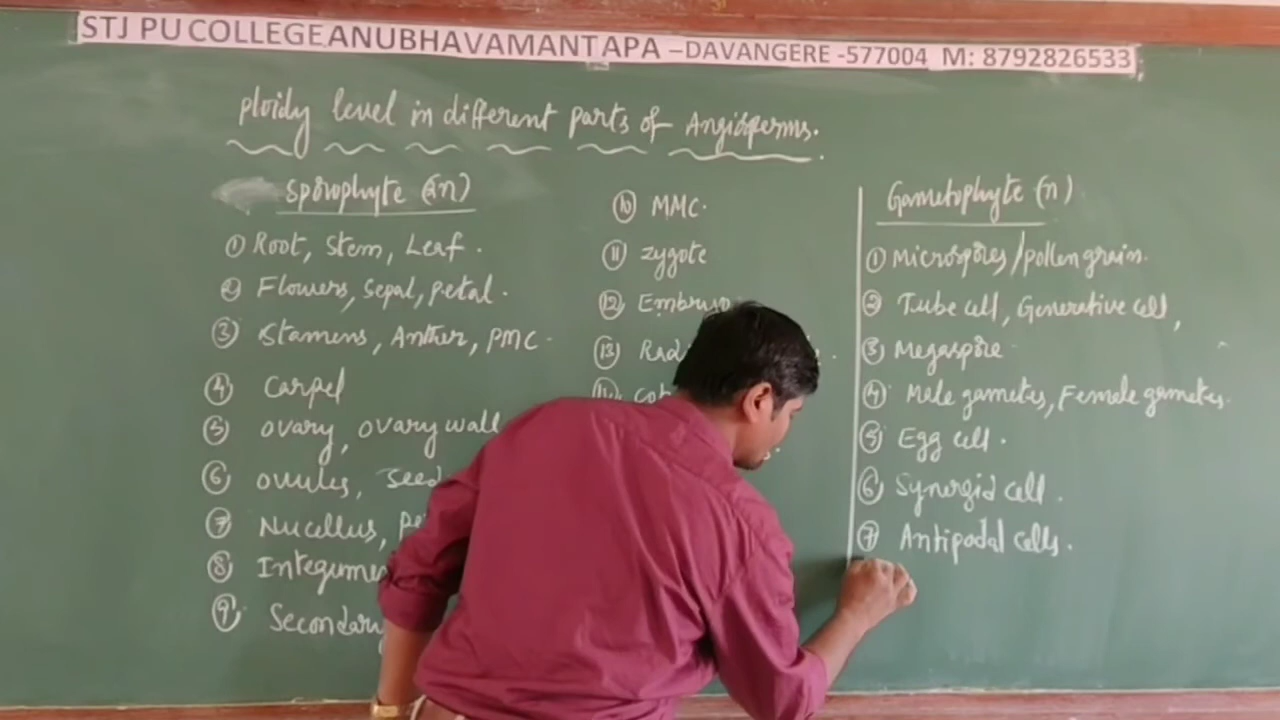 STJ PU COLLEGE ANUBHAVAMANTAPA –DAVANGERE -577004 M: 8792826533
ploidy level in different parts of Angiosperms.
Sporophyte (2n)
① Root, Stem, Leaf.
② Flowers, Sepal, petal.
③ Stamens, Anther, PMC.
④ Carpel
⑤ ovary, ovary wall
⑥ ovules, Seed
⑦ Nucellus,
⑧ Integume
⑨ Secondary
⑩ MMC.
⑪ Zygote
⑫ Embryo
⑬ Rad
⑭ cot
Gametophyte (n)
① Microspores/pollen grain.
② Tube cell, Generative cell,
③ Megaspore
④ Male gametes, Female gametes.
⑤ Egg cell.
⑥ Synergid cell.
⑦ Antipodal cells.